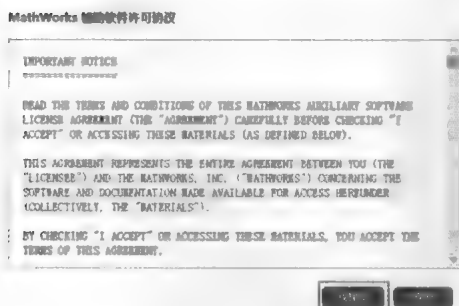 MathWorks 辅助软件许可协议
IMPORTANT NOTICE
READ THE TERMS AND CONDITIONS OF THIS MATHWORKS AUXILIARY SOFTWARE
LICENSE AGREEMENT (THE "AGREEMENT") CAREFULLY BEFORE CHECKING "I
ACCEPT" OR ACCESSING THESE MATERIALS (AS DEFINED BELOW).
THIS AGREEMENT REPRESENTS THE ENTIRE AGREEMENT BETWEEN YOU (THE
"LICENSEE") AND THE MATHWORKS, INC. ("MATHWORKS") CONCERNING THE
SOFTWARE AND DOCUMENTATION MADE AVAILABLE FOR ACCESS HEREUNDER
(COLLECTIVELY, THE "MATERIALS").
BY CHECKING "I ACCEPT" OR ACCESSING THESE MATERIALS, YOU ACCEPT THE
TERMS OF THIS AGREEMENT.